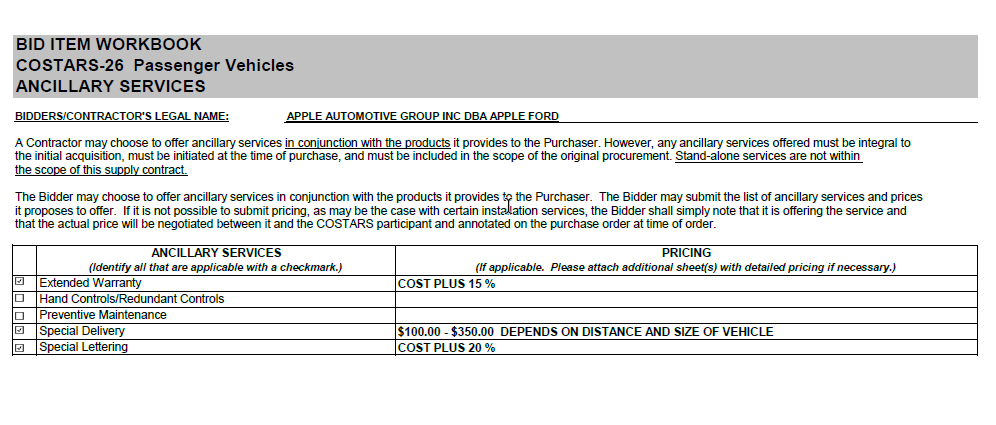 BID ITEM WORKBOOK
COSTARS-26  Passenger Vehicles
ANCILLARY SERVICES
BIDDERS/CONTRACTOR'S LEGAL NAME: APPLE AUTOMOTIVE GROUP INC DBA APPLE FORD
A Contractor may choose to offer ancillary services in conjunction with the products it provides to the Purchaser. However, any ancillary services offered must be integral to
the initial acquisition, must be initiated at the time of purchase, and must be included in the scope of the original procurement. Stand-alone services are not within
the scope of this supply contract.
The Bidder may choose to offer ancillary services in conjunction with the products it provides to the Purchaser.  The Bidder may submit the list of ancillary services and prices
it proposes to offer.  If it is not possible to submit pricing, as may be the case with certain installation services, the Bidder shall simply note that it is offering the service and
that the actual price will be negotiated between it and the COSTARS participant and annotated on the purchase order at time of order.
ANCILLARY SERVICES PRICING
(Identify all that are applicable with a checkmark.) (If applicable.  Please attach additional sheet(s) with detailed pricing if necessary.)
☑ Extended Warranty COST PLUS 15 %
☐ Hand Controls/Redundant Controls
☐ Preventive Maintenance
☑ Special Delivery $100.00 - $350.00  DEPENDS ON DISTANCE AND SIZE OF VEHICLE
☑ Special Lettering COST PLUS 20 %